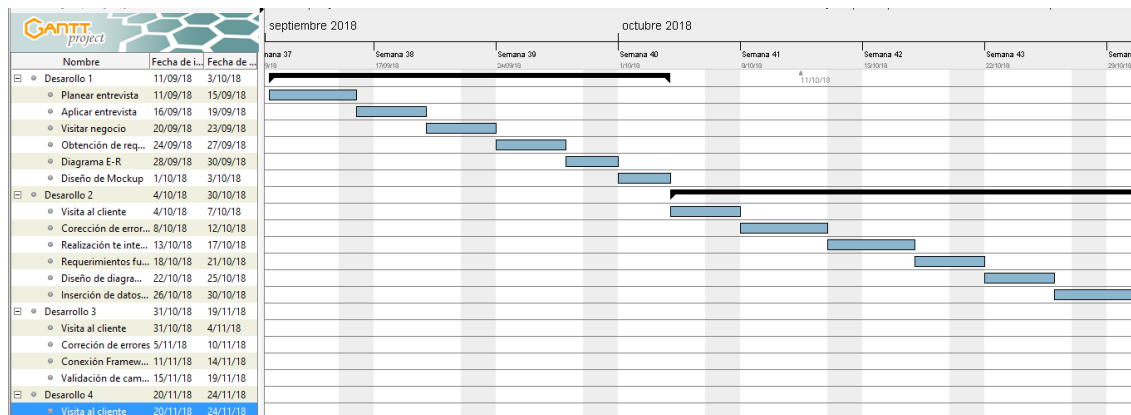 GANTT
project
septiembre 2018
octubre 2018
Semana 38
Semana 39
Semana 40
Semana 41
Semana 42
Semana 43
17/09/18
24/09/18
1/10/18
8/10/18
15/10/18
22/10/18
29/10/18
11/10/18
Nombre Fecha de i... Fecha de ...
Desarollo 1 11/09/18 3/10/18
Planear entrevista 11/09/18 15/09/18
Aplicar entrevista 16/09/18 19/09/18
Visitar negocio 20/09/18 23/09/18
Obtención de req... 24/09/18 27/09/18
Diagrama E-R 28/09/18 30/09/18
Diseño de Mockup 1/10/18 3/10/18
Desarollo 2 4/10/18 30/10/18
Visita al cliente 4/10/18 7/10/18
Corección de error... 8/10/18 12/10/18
Realización te inte... 13/10/18 17/10/18
Requerimientos fu... 18/10/18 21/10/18
Diseño de diagra... 22/10/18 25/10/18
Inserción de datos... 26/10/18 30/10/18
Desarrollo 3 31/10/18 19/11/18
Visita al cliente 31/10/18 4/11/18
Correción de errores 5/11/18 10/11/18
Conexión Framew... 11/11/18 14/11/18
Validación de cam... 15/11/18 19/11/18
Desarollo 4 20/11/18 24/11/18
Visita al cliente 20/11/18 24/11/18